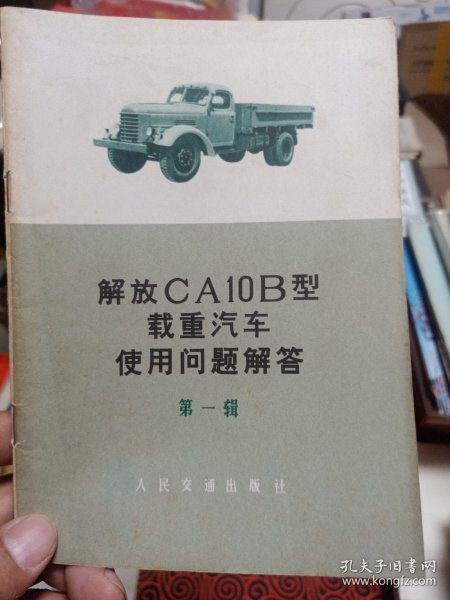 解放CA10B型
载重汽车
使用问题解答
第一辑
人民交通出版社
孔夫子旧书网
www.kongfz.com